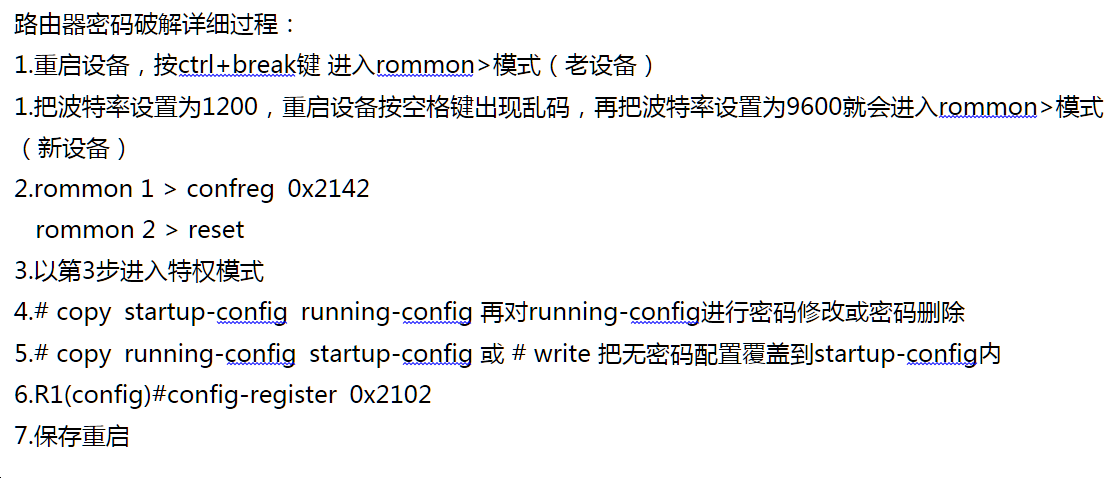 路由器密码破解详细过程：
1.重启设备，按ctrl+break键 进入rommon>模式（老设备）
1.把波特率设置为1200，重启设备按空格键出现乱码，再把波特率设置为9600就会进入rommon>模式
（新设备）
2.rommon 1 > confreg 0x2142
rommon 2 > reset
3.以第3步进入特权模式
4.# copy startup-config running-config 再对running-config进行密码修改或密码删除
5.# copy running-config startup-config 或 # write 把无密码配置覆盖到startup-config内
6.R1(config)#config-register 0x2102
7.保存重启